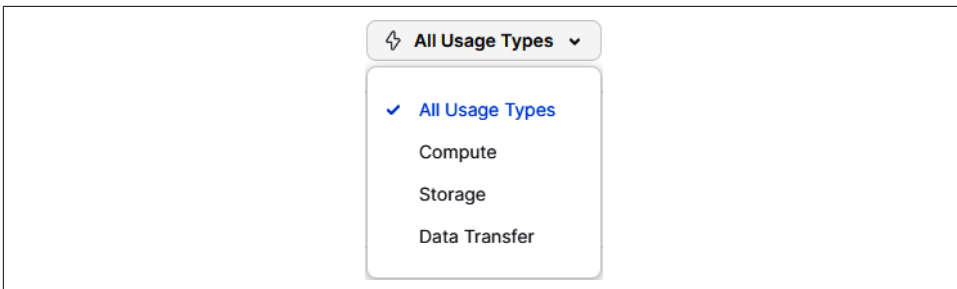 All Usage Types
All Usage Types
Compute
Storage
Data Transfer